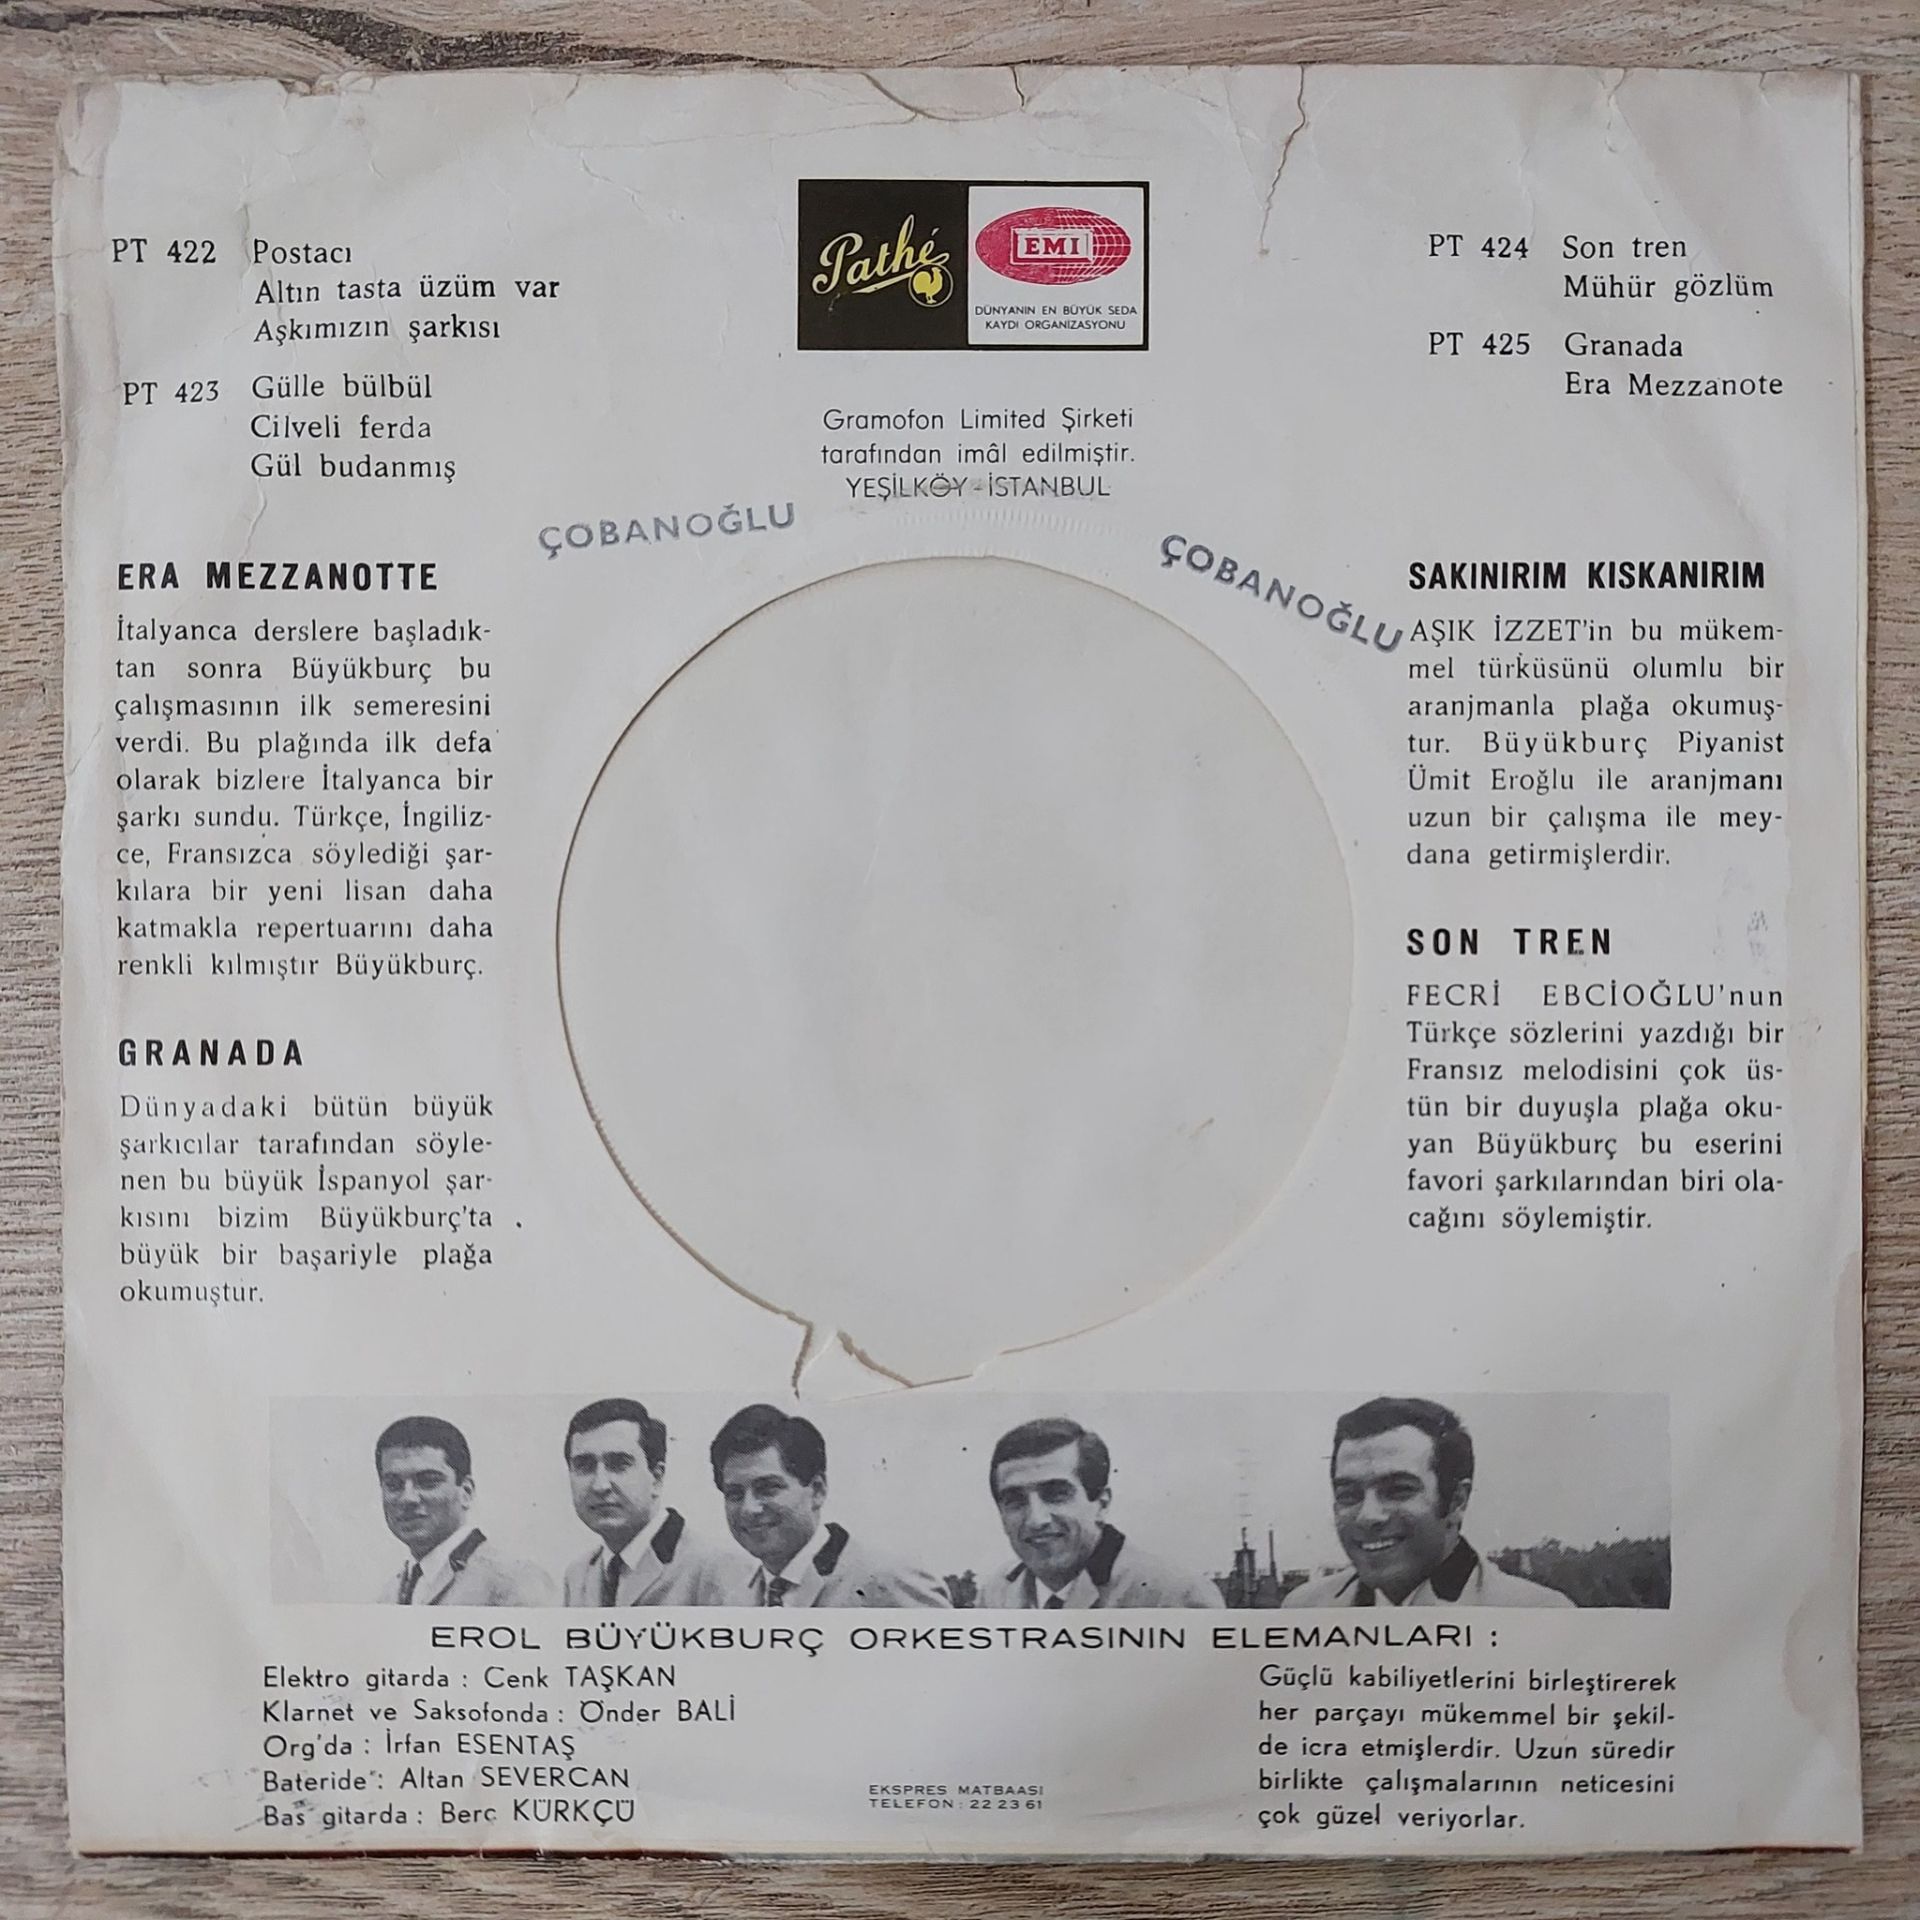 PT 422 Postacı
Altın tasta üzüm var
Aşkımızın şarkısı
PT 423 Gülle bülbül
Cilveli ferda
Gül budanmış
Pathé
EMI
DÜNYANIN EN BÜYÜK SEDA
KAYDI ORGANİZASYONU
Gramofon Limited Şirketi
tarafından imâl edilmiştir.
YEŞİLKÖY - İSTANBUL
PT 424 Son tren
Mühür gözlüm
PT 425 Granada
Era Mezzanote
ÇOBANOĞLU
ÇOBANOĞLU
ERA MEZZANOTTE
İtalyanca derslere başladık-
tan sonra Büyükburç bu
çalışmasının ilk semeresini
verdi. Bu plağında ilk defa
olarak bizlere İtalyanca bir
şarkı sundu. Türkçe, İngiliz-
ce, Fransızca söylediği şar-
kılara bir yeni lisan daha
katmakla repertuarını daha
renkli kılmıştır Büyükburç.
GRANADA
Dünyadaki bütün büyük
şarkıcılar tarafından söyle-
nen bu büyük İspanyol şar-
kısını bizim Büyükburç'ta
büyük bir başariyle plağa
okumuştur.
SAKINIRIM KISKANIRIM
AŞIK İZZET'in bu mükem-
mel türküsünü olumlu bir
aranjmanla plağa okumuş-
tur. Büyükburç Piyanist
Ümit Eroğlu ile aranjmanı
uzun bir çalışma ile mey-
dana getirmişlerdir.
SON TREN
FECRİ EBCİOĞLU'nun
Türkçe sözlerini yazdığı bir
Fransız melodisini çok üs-
tün bir duyuşla plağa oku-
yan Büyükburç bu eserini
favori şarkılarından biri ola-
cağını söylemiştir.
EROL BÜYÜKBURÇ ORKESTRASININ ELEMANLARI :
Elektro gitarda : Cenk TAŞKAN
Klarnet ve Saksofonda : Önder BALİ
Org'da : İrfan ESENTAŞ
Bateride : Altan SEVERCAN
Bas gitarda : Berc KÜRKÇÜ
EKSPRES MATBAASI
TELEFON : 22 23 61
Güçlü kabiliyetlerini birleştirerek
her parçayı mükemmel bir şekil-
de icra etmişlerdir. Uzun süredir
birlikte çalışmalarının neticesini
çok güzel veriyorlar.